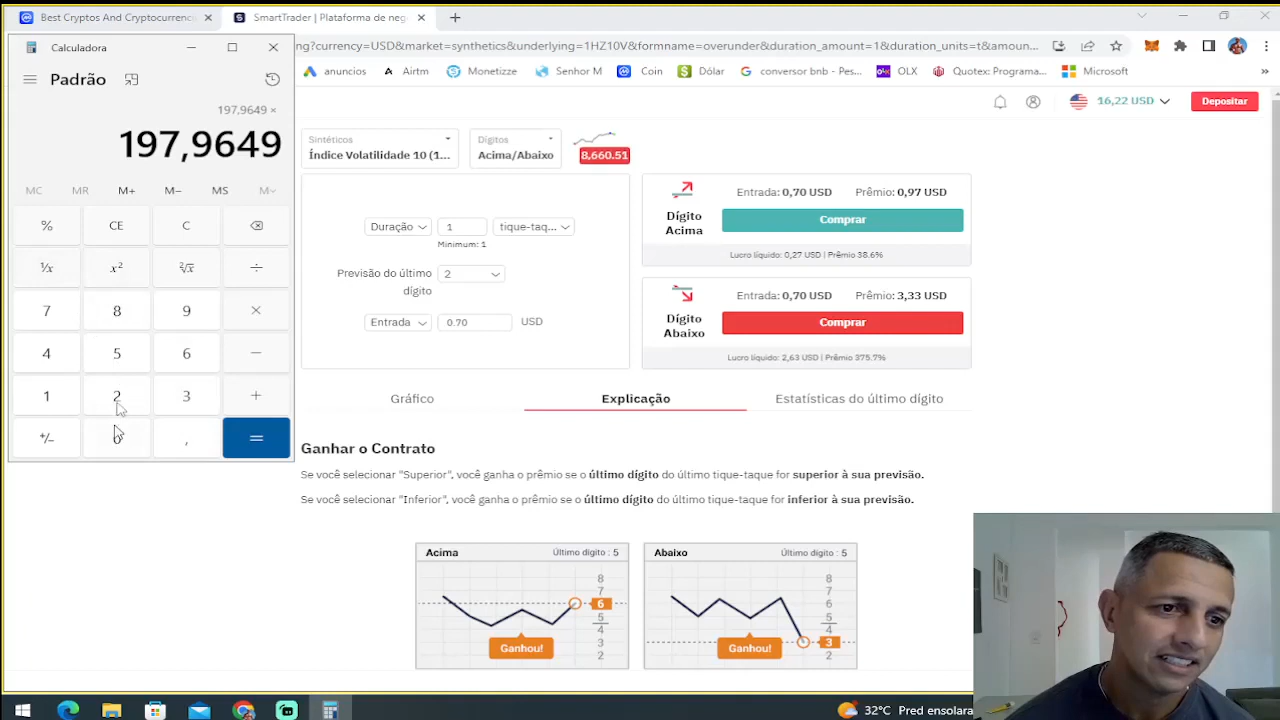 Best Cryptos And Cryptocurrenci
SmartTrader | Plataforma de neg
Calculadora
ng?currency=USD&market=synthetics&underlying=1HZ10V&formname=overunder&duration_amount=1&duration_units=t&amoun...
anuncios
Airtm
Monetizze
Senhor M
Coin
Dólar
conversor bnb - Pes...
OLX
Quotex: Programa...
Microsoft
Padrão
197,9649 ×
197,9649
MC MR M+ M− MS M
% CE C
¹/x x² ²√x ÷
7 8 9 ×
4 5 6 −
1 2 3 +
+/− 0 , =
16,22 USD
Depositar
Sintéticos
Índice Volatilidade 10 (1...
Dígitos
Acima/Abaixo
8,660.51
Duração 1 tique-taq...
Minimum: 1
Previsão do último
dígito
2
Entrada 0.70 USD
Dígito
Acima
Entrada: 0,70 USD Prêmio: 0,97 USD
Comprar
Lucro líquido: 0,27 USD | Prêmio 38.6%
Dígito
Abaixo
Entrada: 0,70 USD Prêmio: 3,33 USD
Comprar
Lucro líquido: 2,63 USD | Prêmio 375.7%
Gráfico Explicação Estatísticas do último dígito
Ganhar o Contrato
Se você selecionar "Superior", você ganha o prêmio se o último dígito do último tique-taque for superior à sua previsão.
Se você selecionar "Inferior", você ganha o prêmio se o último dígito do último tique-taque for inferior à sua previsão.
Acima Último digito : 5
8
7
6
5
4
3
2
Ganhou!
Abaixo Último digito : 5
8
7
6
5
4
3
2
Ganhou!
32°C Pred ensolara